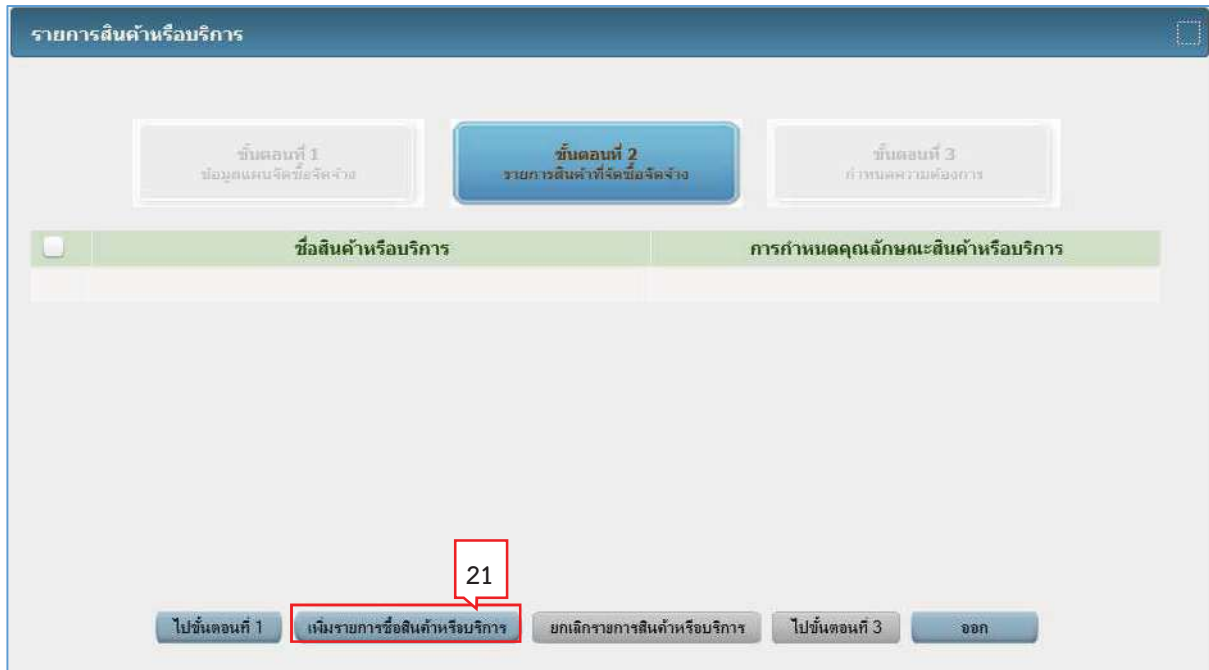 รายการสินค้าหรือบริการ
ขั้นตอนที่ 1
ข้อมูลแผนจัดซื้อจัดจ้าง
ขั้นตอนที่ 2
รายการสินค้าที่จัดซื้อจัดจ้าง
ขั้นตอนที่ 3
กำหนดความต้องการ
ชื่อสินค้าหรือบริการ
การกำหนดคุณลักษณะสินค้าหรือบริการ
21
ไปขั้นตอนที่ 1
เพิ่มรายการชื่อสินค้าหรือบริการ
ยกเลิกรายการสินค้าหรือบริการ
ไปขั้นตอนที่ 3
ออก